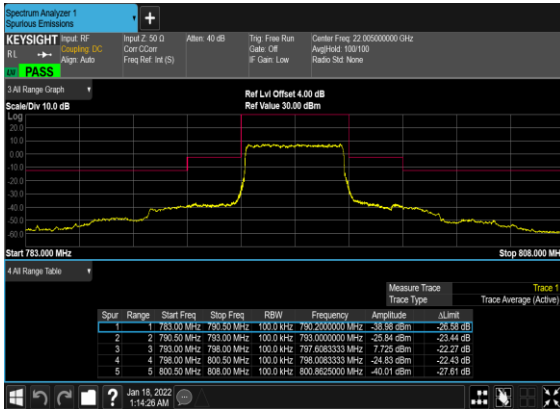 Spectrum Analyzer 1
Spurious Emissions
KEYSIGHT Input: RF Input Z: 50 Ω Atten: 40 dB Trig: Free Run Center Freq: 22.005000000 GHz
RL Coupling: DC Corr CCorr Gate: Off Avg|Hold: 100/100
Align: Auto Freq Ref: Int (S) IF Gain: Low Radio Std: None
PASS
3 All Range Graph
Ref Lvl Offset 4.00 dB
Scale/Div 10.0 dB Ref Value 30.00 dBm
Log
20.0
10.0
0.00
-10.0
-20.0
-30.0
-40.0
-50.0
-60.0
Start 783.000 MHz Stop 808.000 MH
4 All Range Table
Measure Trace Trace 1
Trace Type Trace Average (Active)
Spur Range Start Freq Stop Freq RBW Frequency Amplitude ΔLimit
1 1 783.00 MHz 790.50 MHz 100.0 kHz 790.2000000 MHz -38.98 dBm -26.58 dB
2 2 790.50 MHz 793.00 MHz 100.0 kHz 793.0000000 MHz -25.84 dBm -23.44 dB
3 3 793.00 MHz 798.00 MHz 100.0 kHz 797.6083333 MHz 7.725 dBm -22.27 dB
4 4 798.00 MHz 800.50 MHz 100.0 kHz 798.0083333 MHz -24.83 dBm -22.43 dB
5 5 800.50 MHz 808.00 MHz 100.0 kHz 800.8625000 MHz -40.01 dBm -27.61 dB
Jan 18, 2022
1:14:26 AM